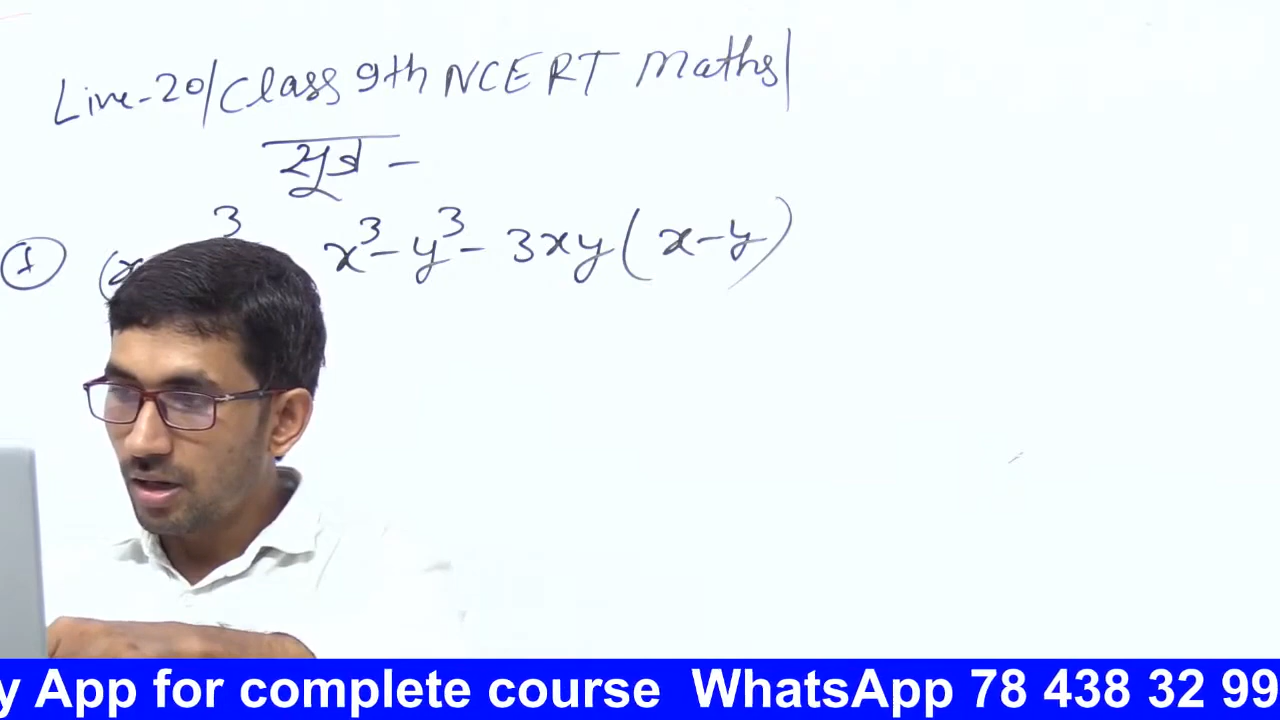 Live-20/Class 9th NCERT Maths|
सूत्र -
① (x 3 x³-y³-3xy(x-y)
y App for complete course WhatsApp 78 438 32 99